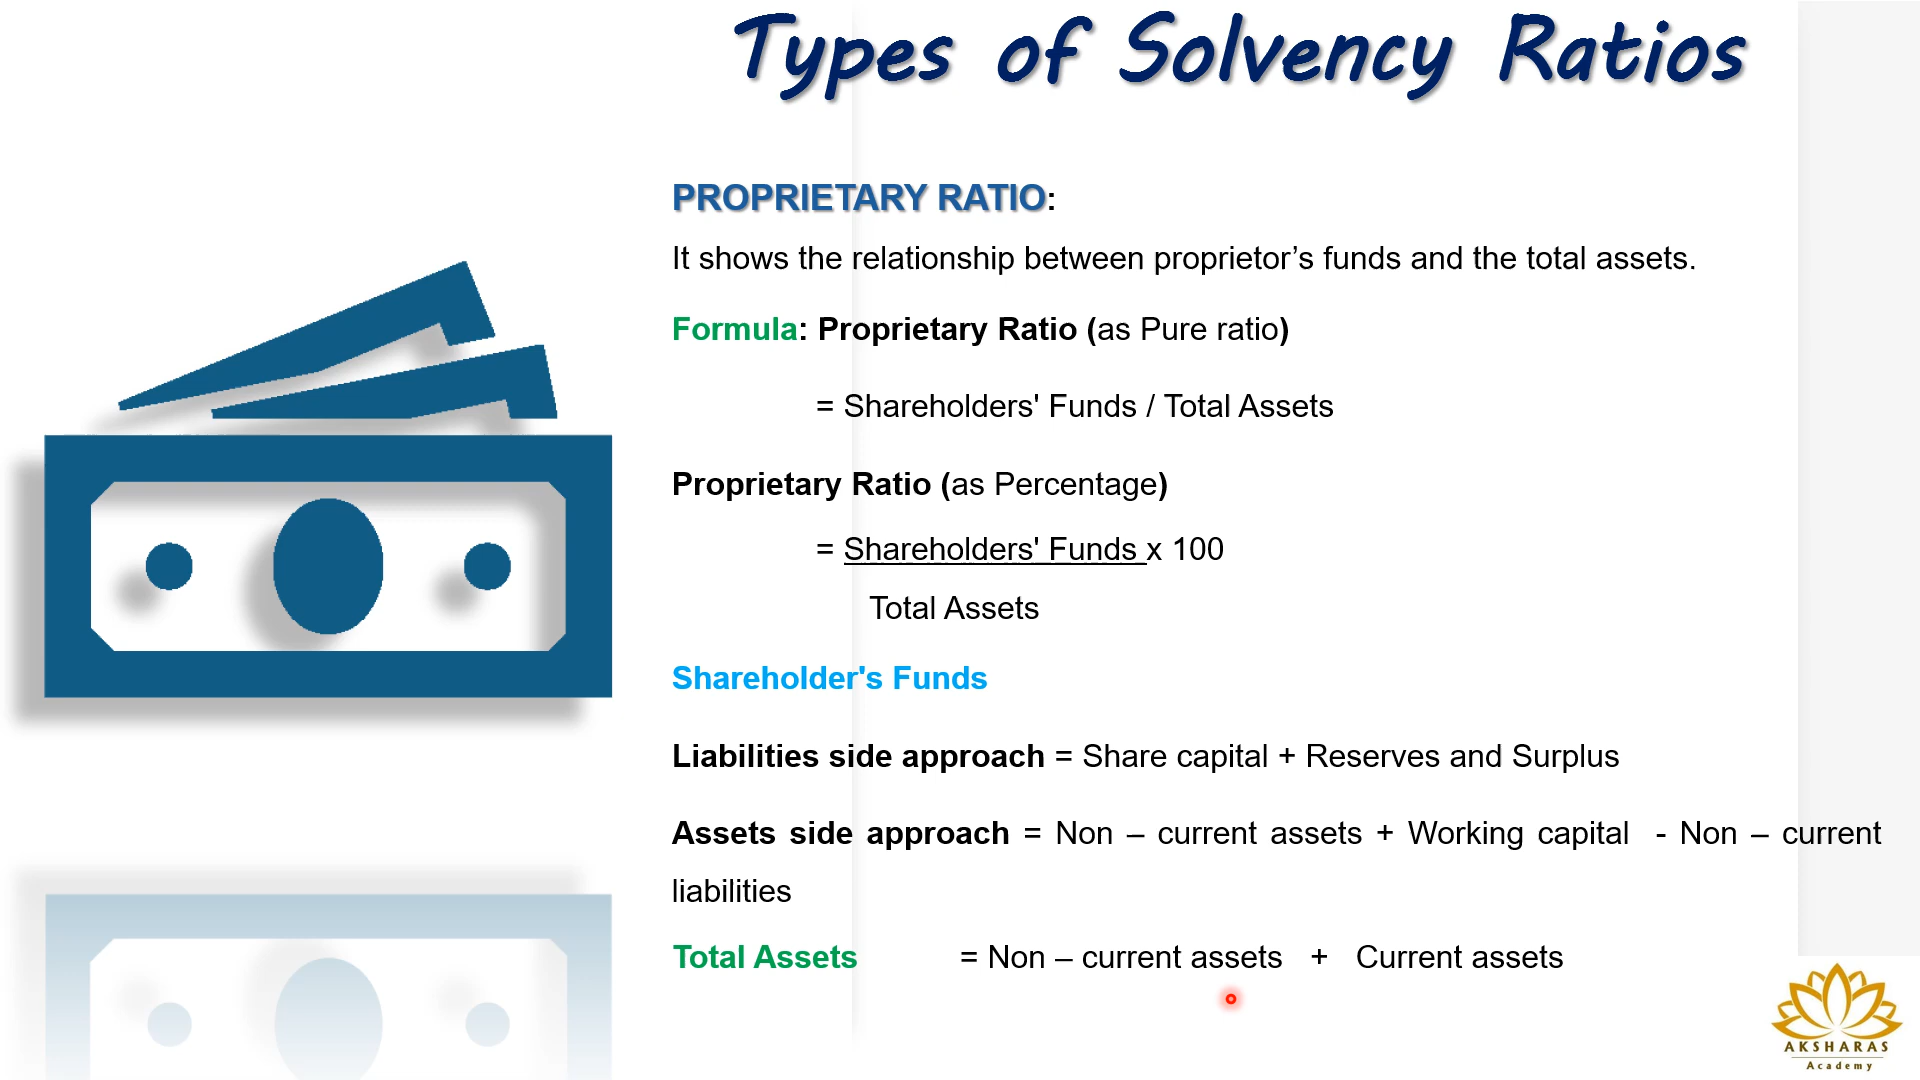 Types of Solvency Ratios
PROPRIETARY RATIO:
It shows the relationship between proprietor’s funds and the total assets.
Formula: Proprietary Ratio (as Pure ratio)
= Shareholders' Funds / Total Assets
Proprietary Ratio (as Percentage)
= Shareholders' Funds x 100
Total Assets
Shareholder's Funds
Liabilities side approach = Share capital + Reserves and Surplus
Assets side approach = Non – current assets + Working capital - Non – current
liabilities
Total Assets = Non – current assets + Current assets
AKSHARAS
Academy